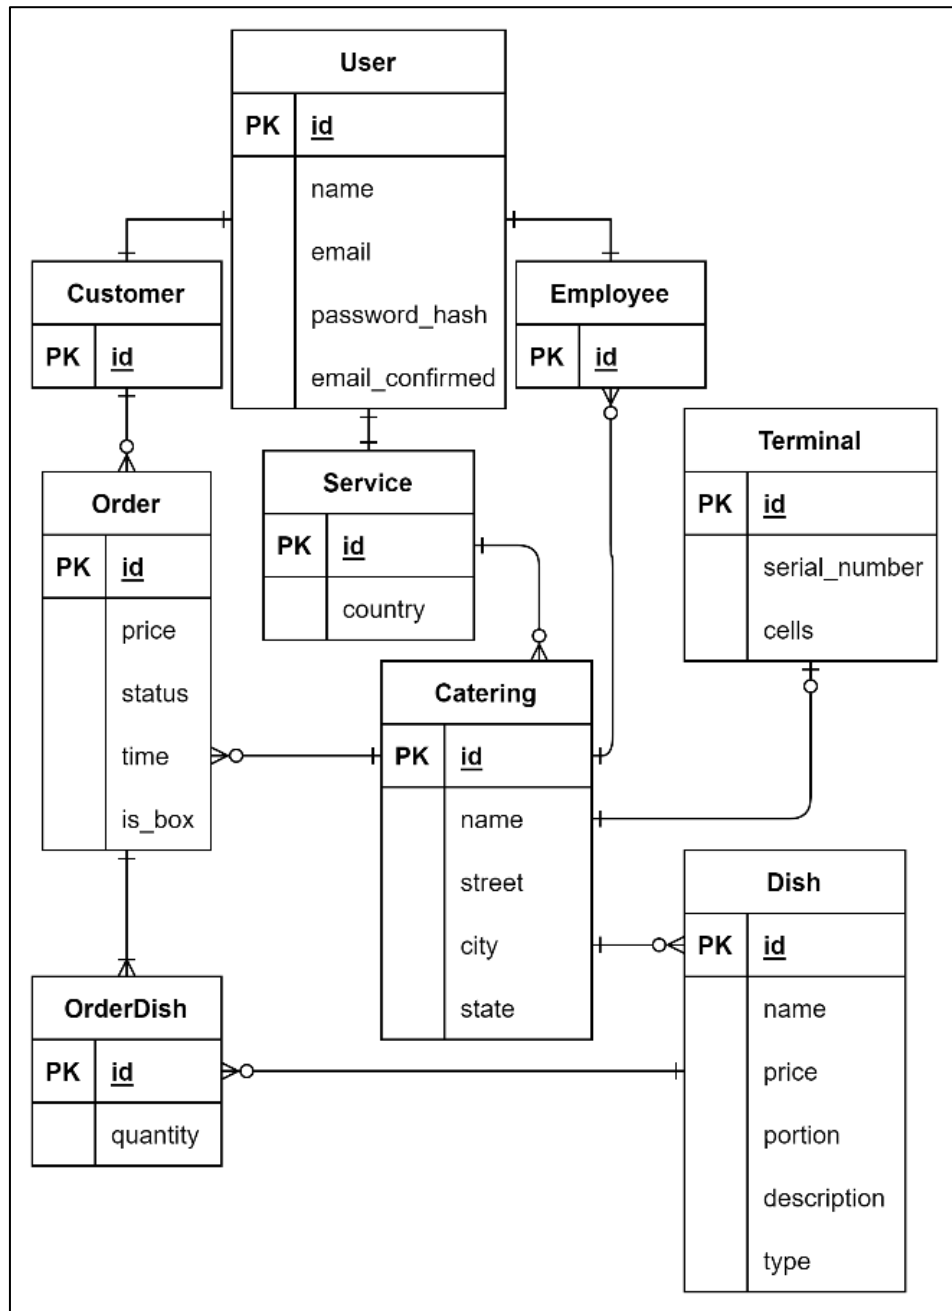 User
PK id
name
email
password_hash
email_confirmed
Customer
PK id
Employee
PK id
Service
PK id
country
Terminal
PK id
serial_number
cells
Order
PK id
price
status
time
is_box
Catering
PK id
name
street
city
state
Dish
PK id
name
price
portion
description
type
OrderDish
PK id
quantity